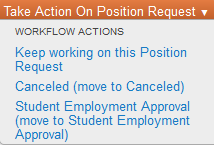 Take Action On Position Request ▼
WORKFLOW ACTIONS
Keep working on this Position
Request
Canceled (move to Canceled)
Student Employment Approval
(move to Student Employment
Approval)